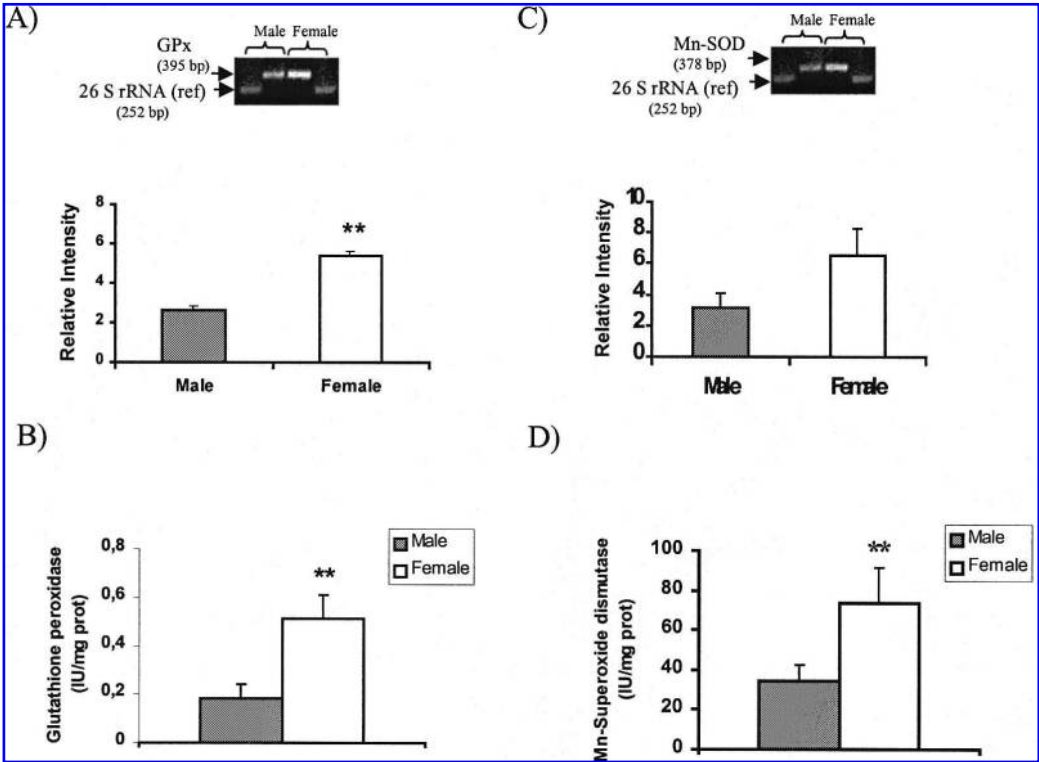 A)
Male Female
GPx
(395 bp)
26 S rRNA (ref)
(252 bp)
Relative Intensity
8
6
4
2
0
**
Male Female
B)
Glutathione peroxidase
(IU/mg prot)
0,8
0,6
0,4
0,2
0
**
Male
Female
C)
Male Female
Mn-SOD
(378 bp)
26 S rRNA (ref)
(252 bp)
Relative Intensity
10
8
6
4
2
0
Male Female
D)
Mn-Superoxide dismutase
(IU/mg prot)
100
80
60
40
20
0
**
Male
Female